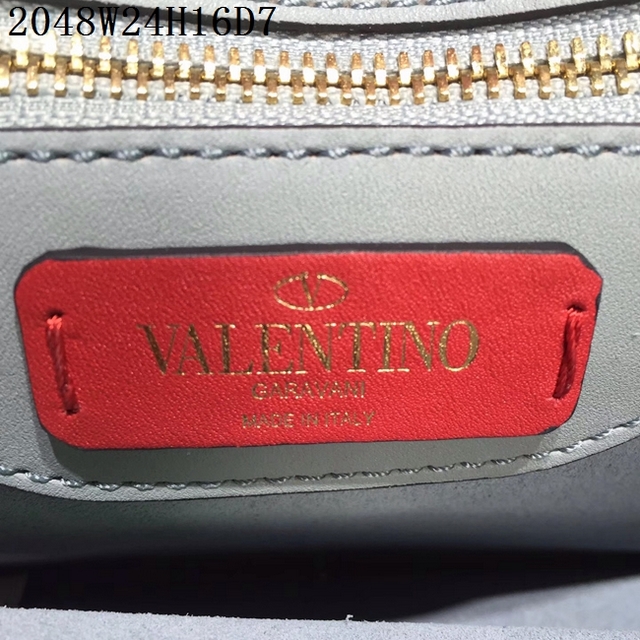 2048W24H16D7
V
VALENTINO
GARAVANI
MADE IN ITALY